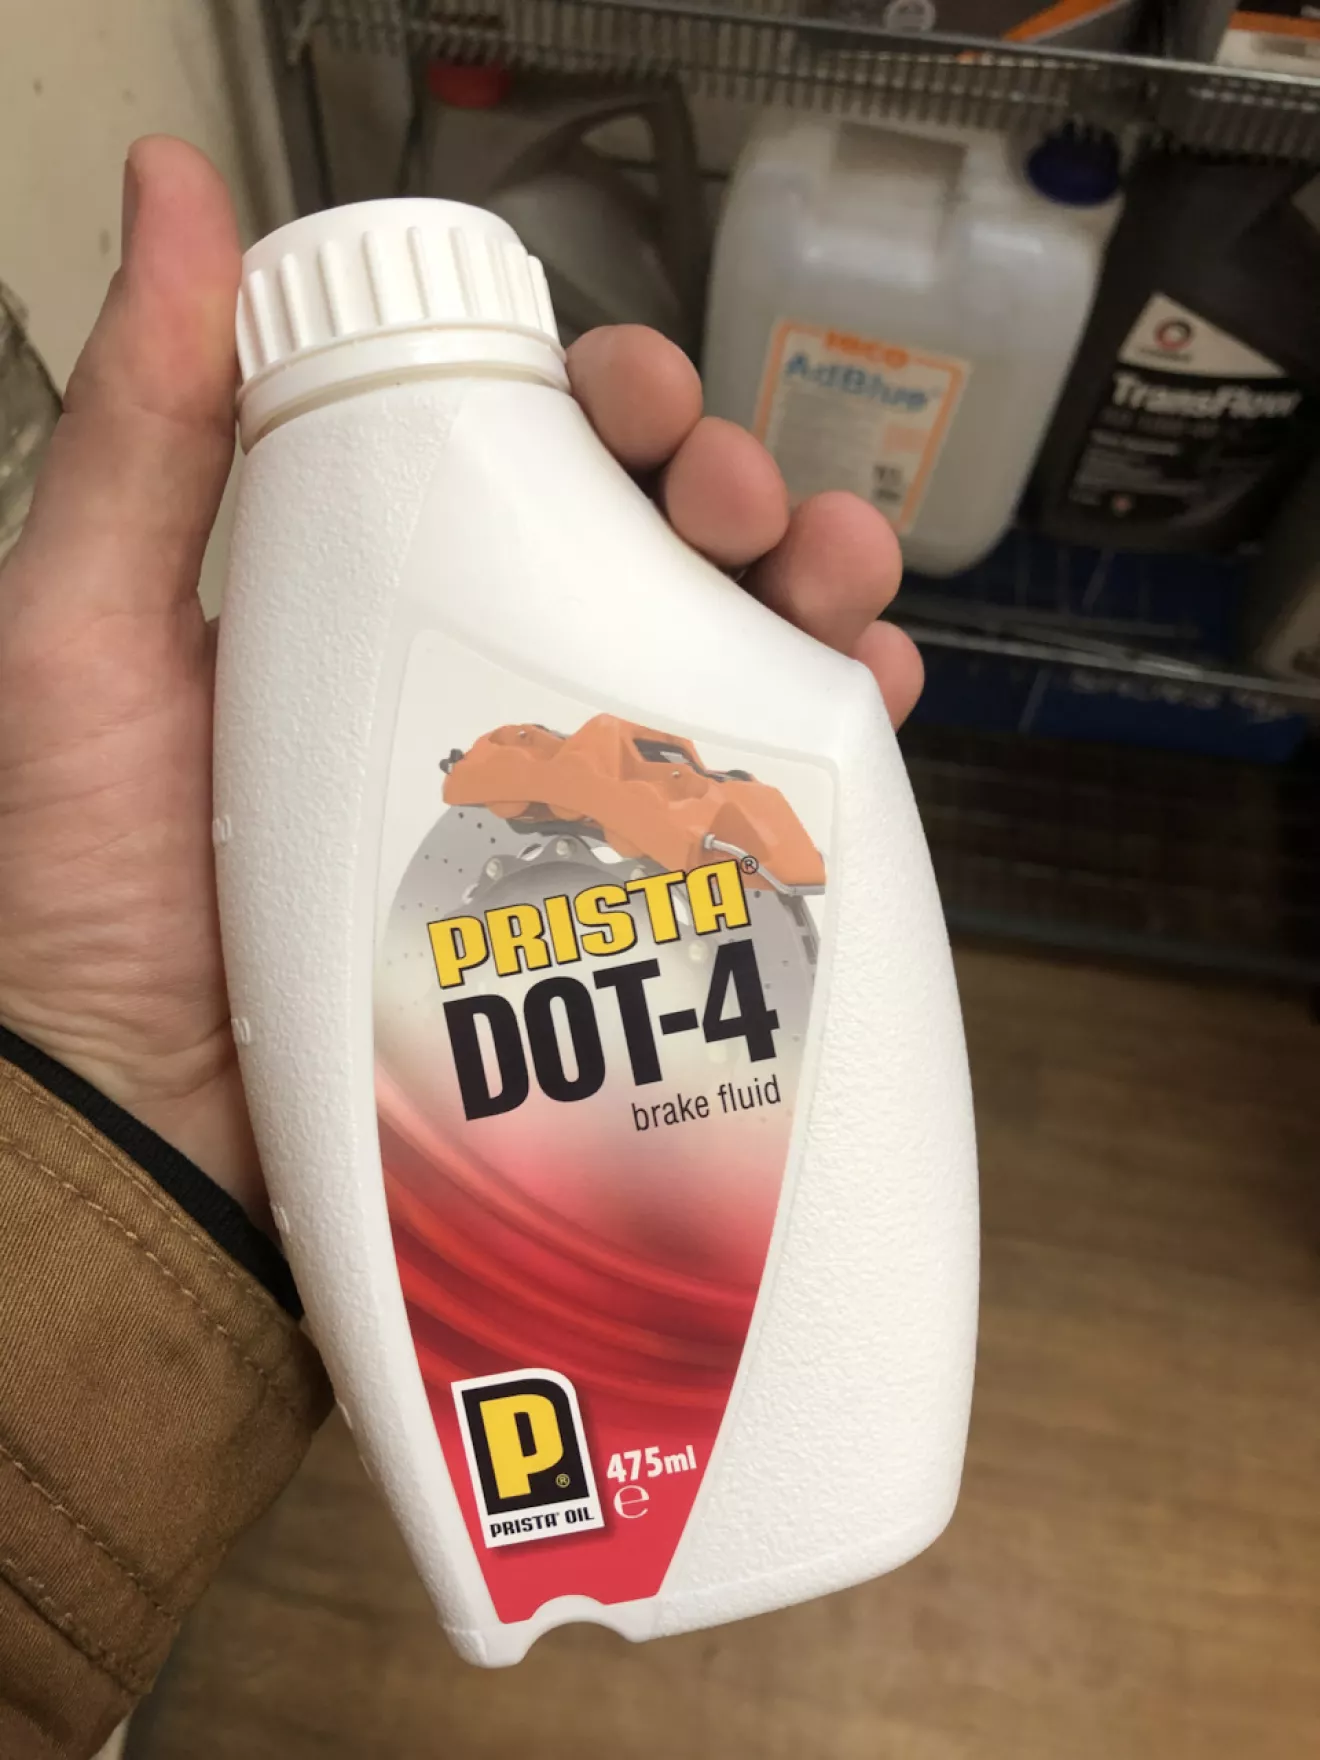 AdBlue
TransFlow
PRISTA®
DOT-4
brake fluid
P®
475ml
e
PRISTA® OIL